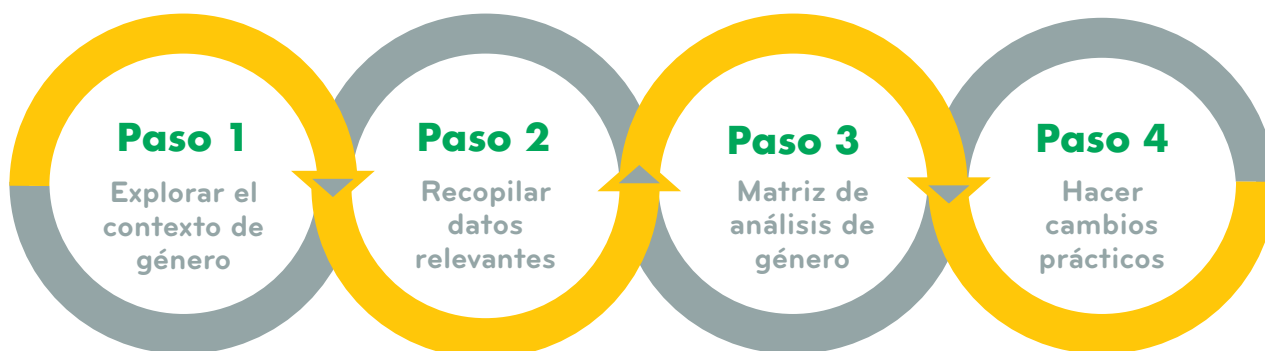 Paso 1
Explorar el
contexto de
género
Paso 2
Recopilar
datos
relevantes
Paso 3
Matriz de
análisis de
género
Paso 4
Hacer
cambios
prácticos